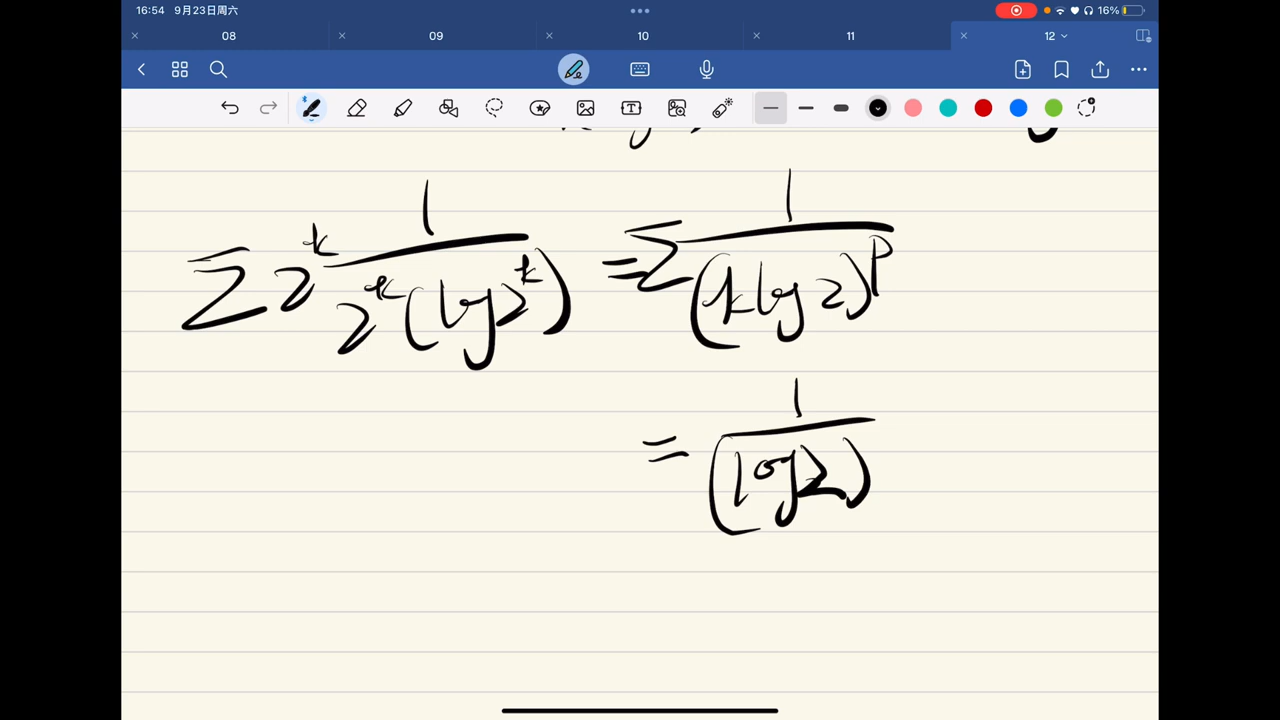 16:54 9月23日周六 16%
08 09 10 11 12
∑ 2^k 1/(2^k (log 2^k)) = ∑ 1/(k log 2)^p
= 1/(log 2)